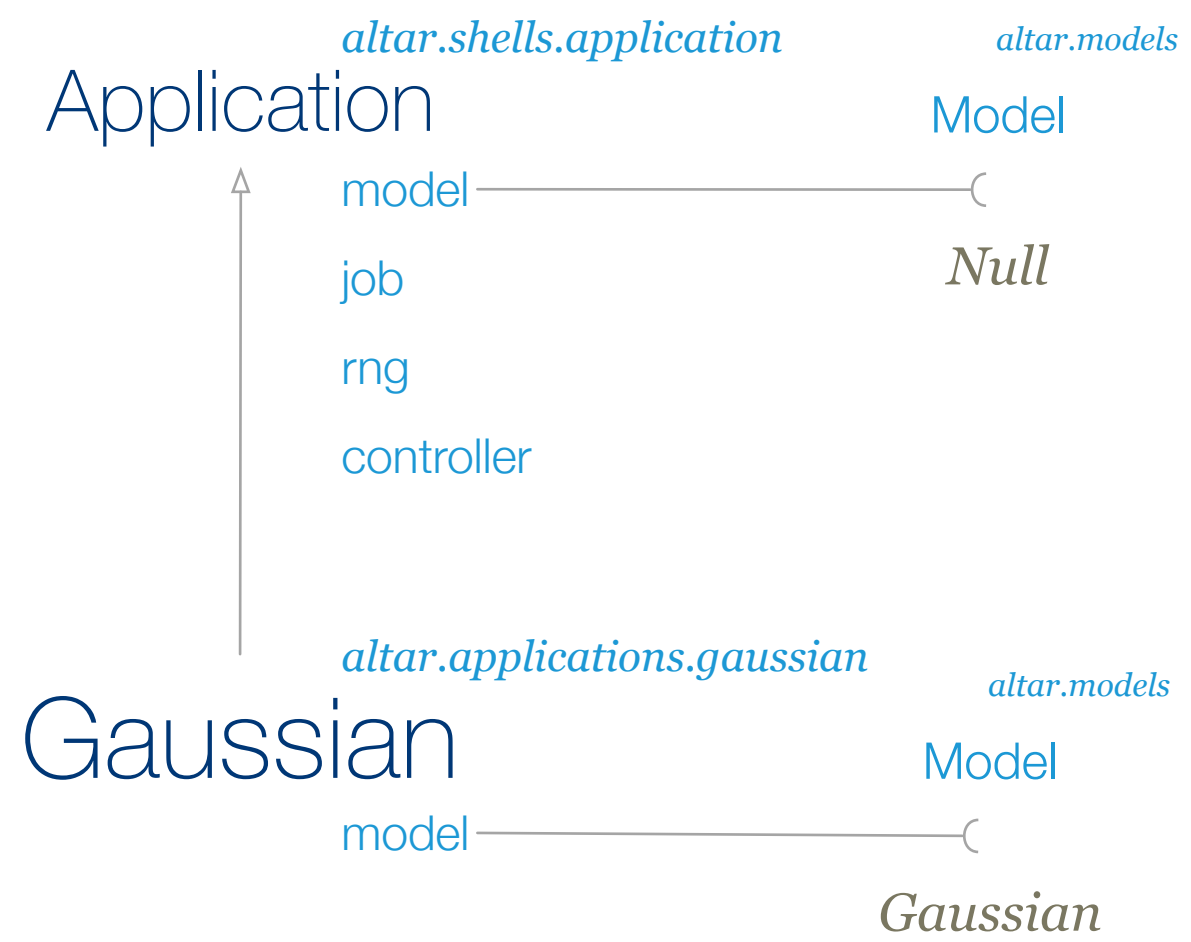 altar.shells.application
altar.models
Application
Model
model
Null
job
rng
controller
altar.applications.gaussian
altar.models
Gaussian
Model
model
Gaussian